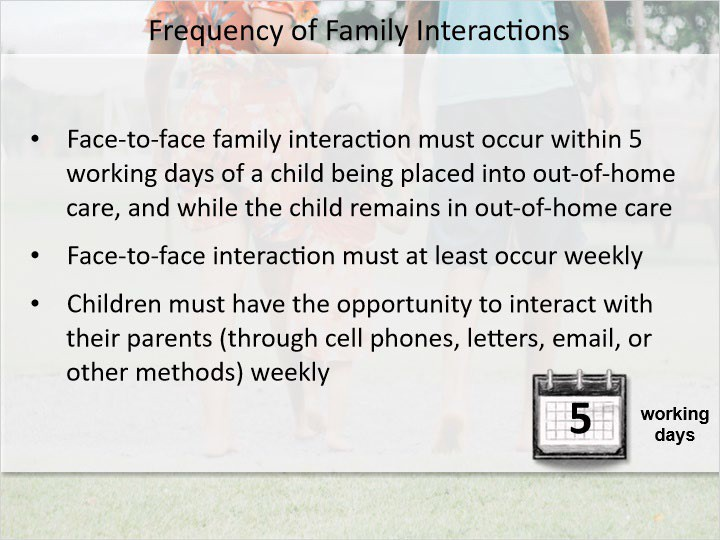 Frequency of Family Interactions
• Face-to-face family interaction must occur within 5
working days of a child being placed into out-of-home
care, and while the child remains in out-of-home care
• Face-to-face interaction must at least occur weekly
• Children must have the opportunity to interact with
their parents (through cell phones, letters, email, or
other methods) weekly
5
working
days